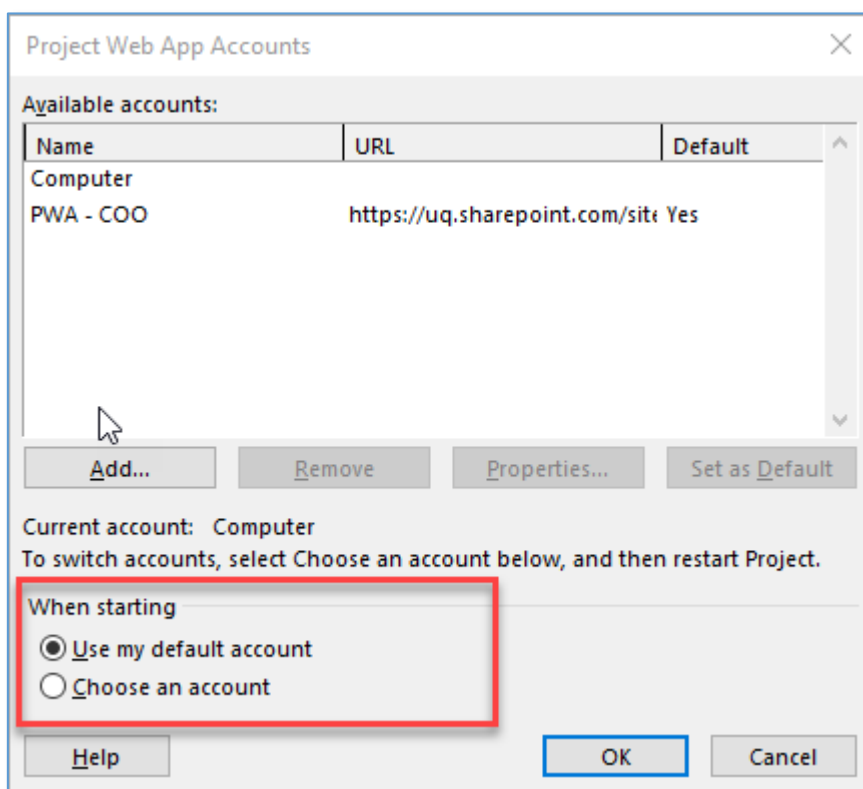 Project Web App Accounts
Available accounts:
Name URL Default
Computer
PWA - COO https://uq.sharepoint.com/site Yes
Add... Remove Properties... Set as Default
Current account: Computer
To switch accounts, select Choose an account below, and then restart Project.
When starting
Use my default account
Choose an account
Help OK Cancel